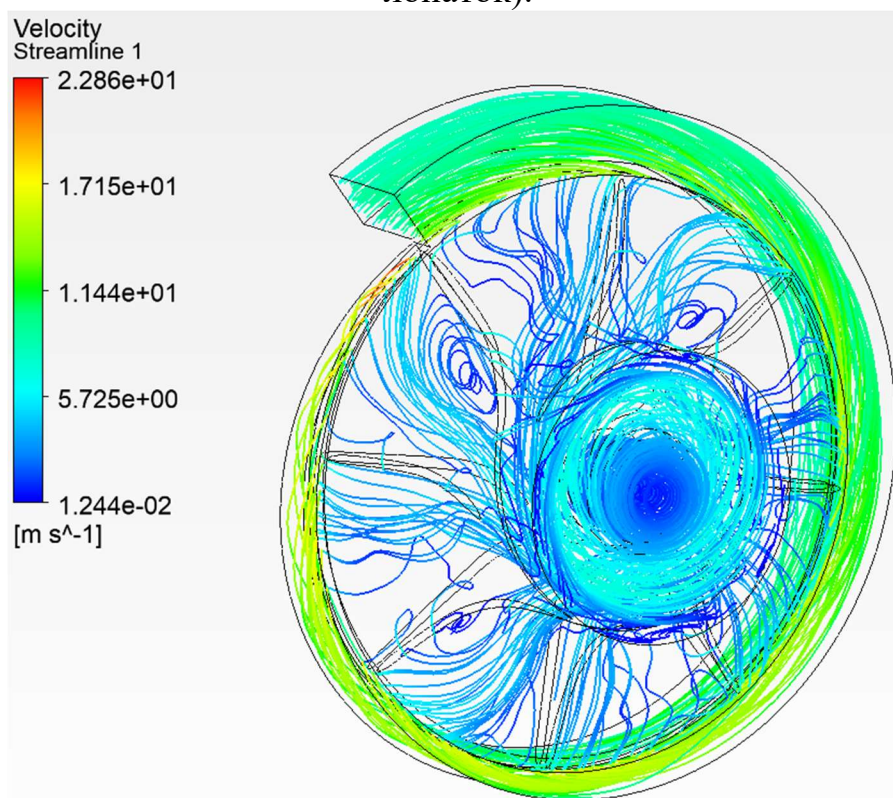 лопаток).
Velocity
Streamline 1
2.286e+01
1.715e+01
1.144e+01
5.725e+00
1.244e-02
[m s^-1]